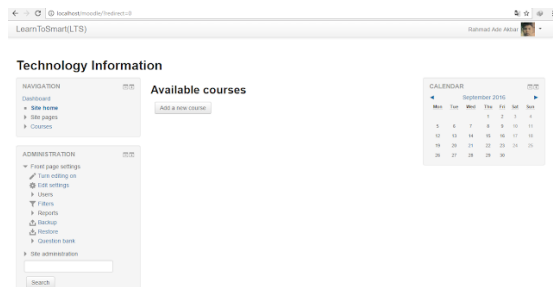 localhost/moodle/?redirect=0
LearnToSmart(LTS)
Rahmad Ade Akbar
Technology Information
NAVIGATION
Dashboard
Site home
Site pages
Courses
Available courses
Add a new course
CALENDAR
September 2016
Mon Tue Wed Thu Fri Sat Sun
1 2 3 4
5 6 7 8 9 10 11
12 13 14 15 16 17 18
19 20 21 22 23 24 25
26 27 28 29 30
ADMINISTRATION
Front page settings
Turn editing on
Edit settings
Users
Filters
Reports
Backup
Restore
Question bank
Site administration
Search